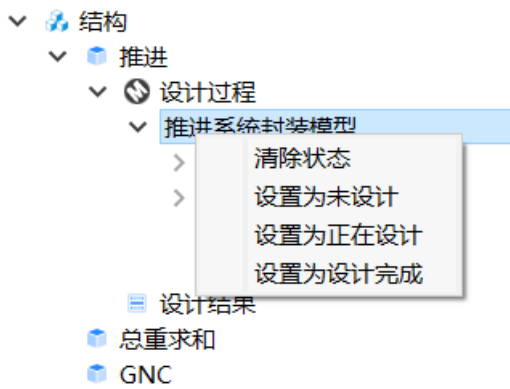 结构
推进
设计过程
推进系统封装模型
清除状态
设置为未设计
设置为正在设计
设置为设计完成
设计结果
总重求和
GNC